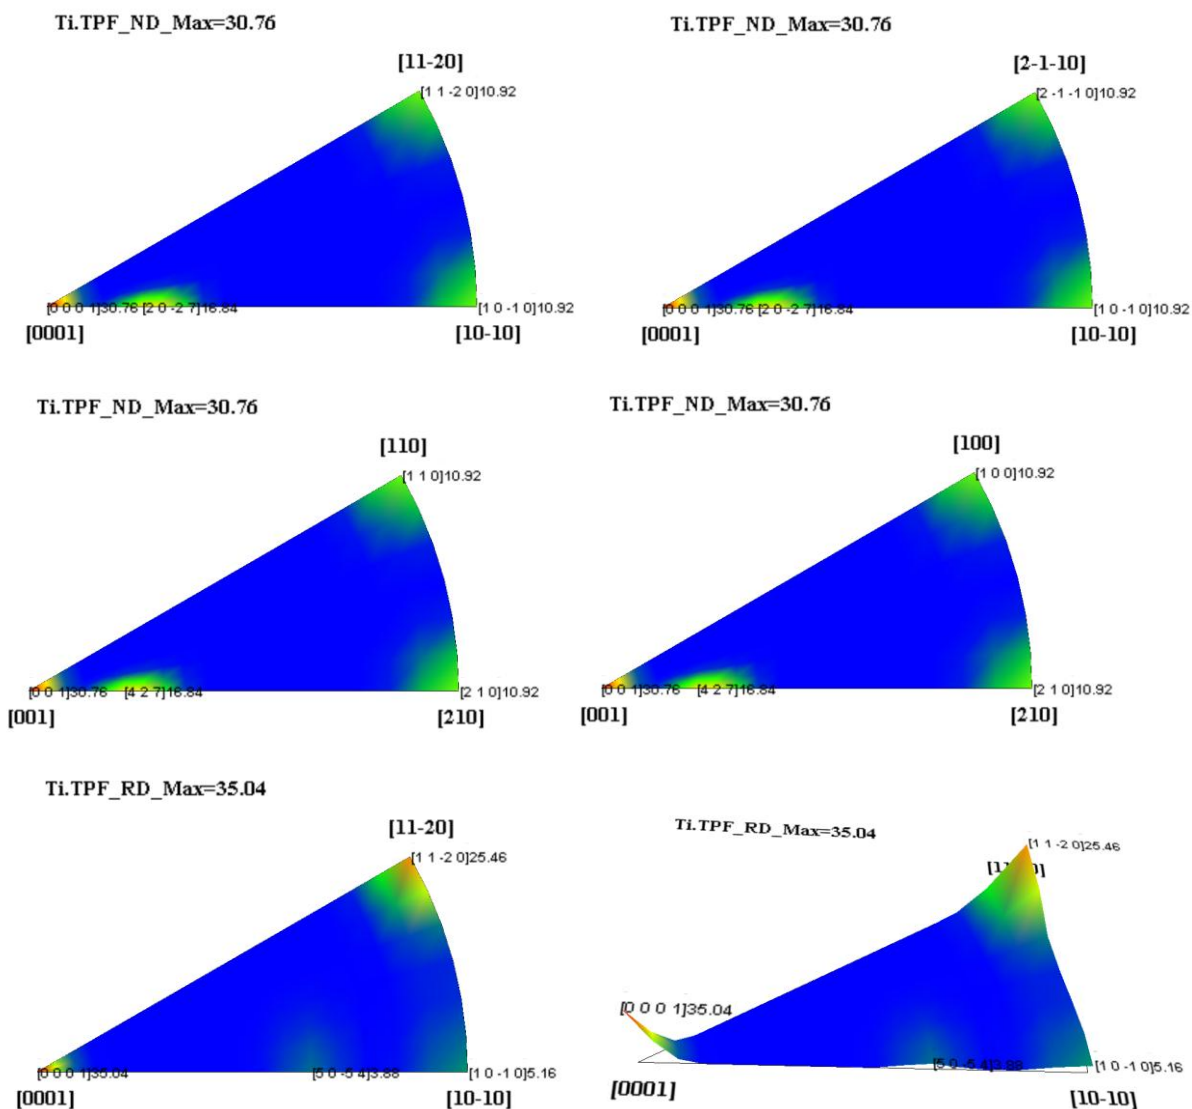 Ti.TPF_ND_Max=30.76
[11-20]
[1 1 -2 0]10.92
[0 0 0 1]30.76 [2 0 -2 7]16.84
[1 0 -1 0]10.92
[0001]
[10-10]
Ti.TPF_ND_Max=30.76
[2-1-10]
[2 -1 -1 0]10.92
[0 0 0 1]30.76 [2 0 -2 7]16.84
[1 0 -1 0]10.92
[0001]
[10-10]
Ti.TPF_ND_Max=30.76
[110]
[1 1 0]10.92
[0 0 1]30.76 [4 2 7]16.84
[2 1 0]10.92
[001]
[210]
Ti.TPF_ND_Max=30.76
[100]
[1 0 0]10.92
[0 0 1]30.76 [4 2 7]16.84
[2 1 0]10.92
[001]
[210]
Ti.TPF_RD_Max=35.04
[11-20]
[1 1 -2 0]25.46
[0 0 0 1]35.04
[5 0 -5 4]3.88
[1 0 -1 0]5.16
[0001]
[10-10]
Ti.TPF_RD_Max=35.04
[1 1 -2 0]25.46
[0 0 0 1]35.04
[5 0 -5 4]3.88
[1 0 -1 0]5.16
[0001]
[10-10]